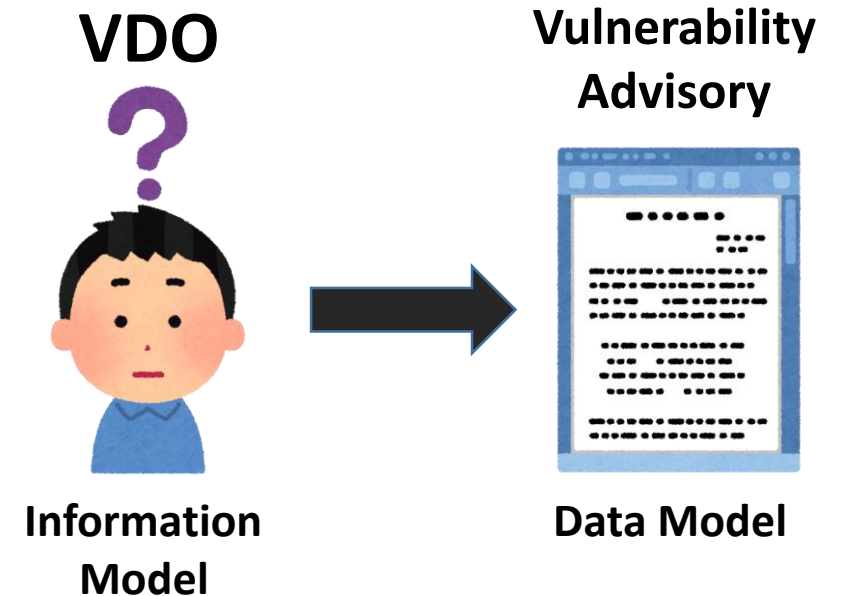 VDO
Vulnerability
Advisory
?
Information
Model
Data Model